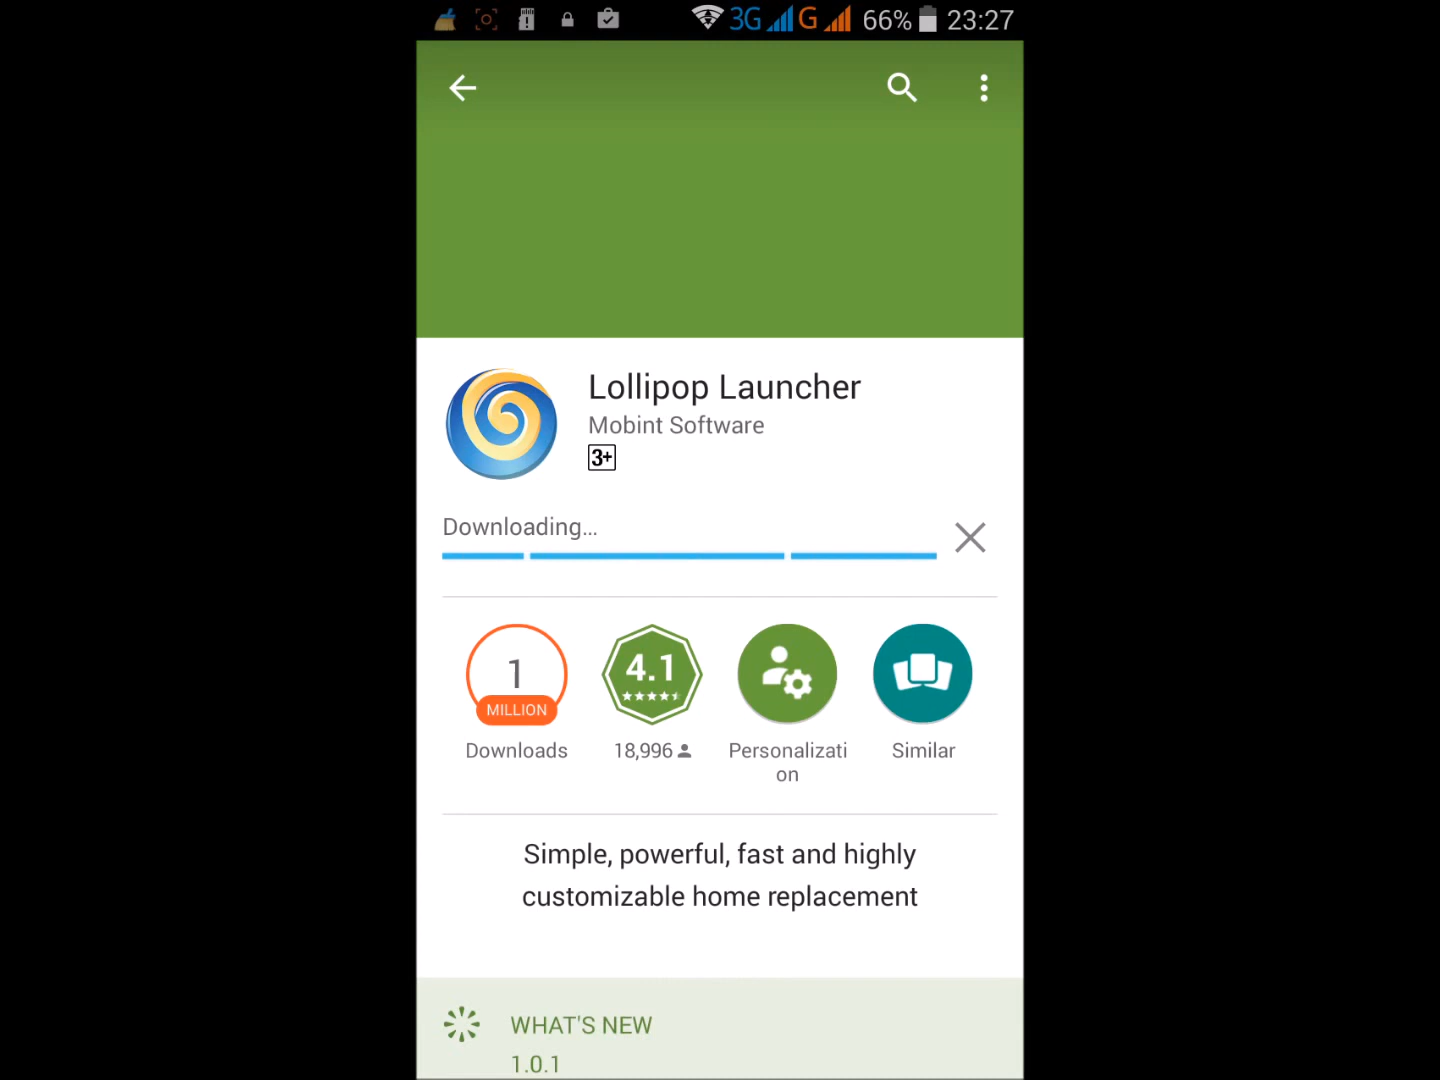 3G G 66% 23:27
Lollipop Launcher
Mobint Software
3+
Downloading...
1
MILLION
4.1
Downloads
18,996
Personalizati
on
Similar
Simple, powerful, fast and highly
customizable home replacement
WHAT'S NEW
1.0.1